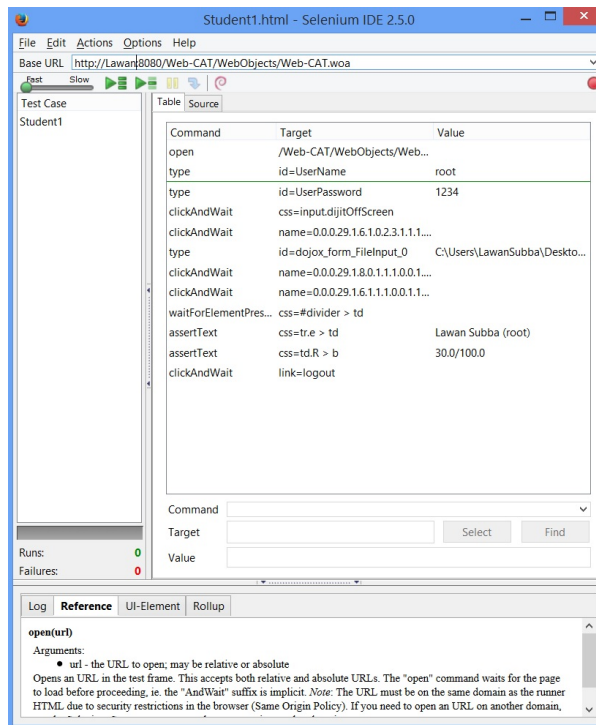 Student1.html - Selenium IDE 2.5.0
File Edit Actions Options Help
Base URL http://Lawan:8080/Web-CAT/WebObjects/Web-CAT.woa
Fast Slow
Test Case
Student1
Table Source
Command Target Value
open /Web-CAT/WebObjects/Web...
type id=UserName root
type id=UserPassword 1234
clickAndWait css=input.dijitOffScreen
clickAndWait name=0.0.0.29.1.6.1.0.2.3.1.1.1....
type id=dojox_form_FileInput_0 C:\Users\LawanSubba\Deskto...
clickAndWait name=0.0.0.29.1.8.0.1.1.1.0.0.1....
clickAndWait name=0.0.0.29.1.6.1.1.1.0.0.1.1...
waitForElementPres... css=#divider > td
assertText css=tr.e > td Lawan Subba (root)
assertText css=td.R > b 30.0/100.0
clickAndWait link=logout
Command
Target Select Find
Value
Runs: 0
Failures: 0
Log Reference UI-Element Rollup
open(url)
Arguments:
• url - the URL to open; may be relative or absolute
Opens an URL in the test frame. This accepts both relative and absolute URLs. The "open" command waits for the page
to load before proceeding, ie. the "AndWait" suffix is implicit. Note: The URL must be on the same domain as the runner
HTML due to security restrictions in the browser (Same Origin Policy). If you need to open an URL on another domain,